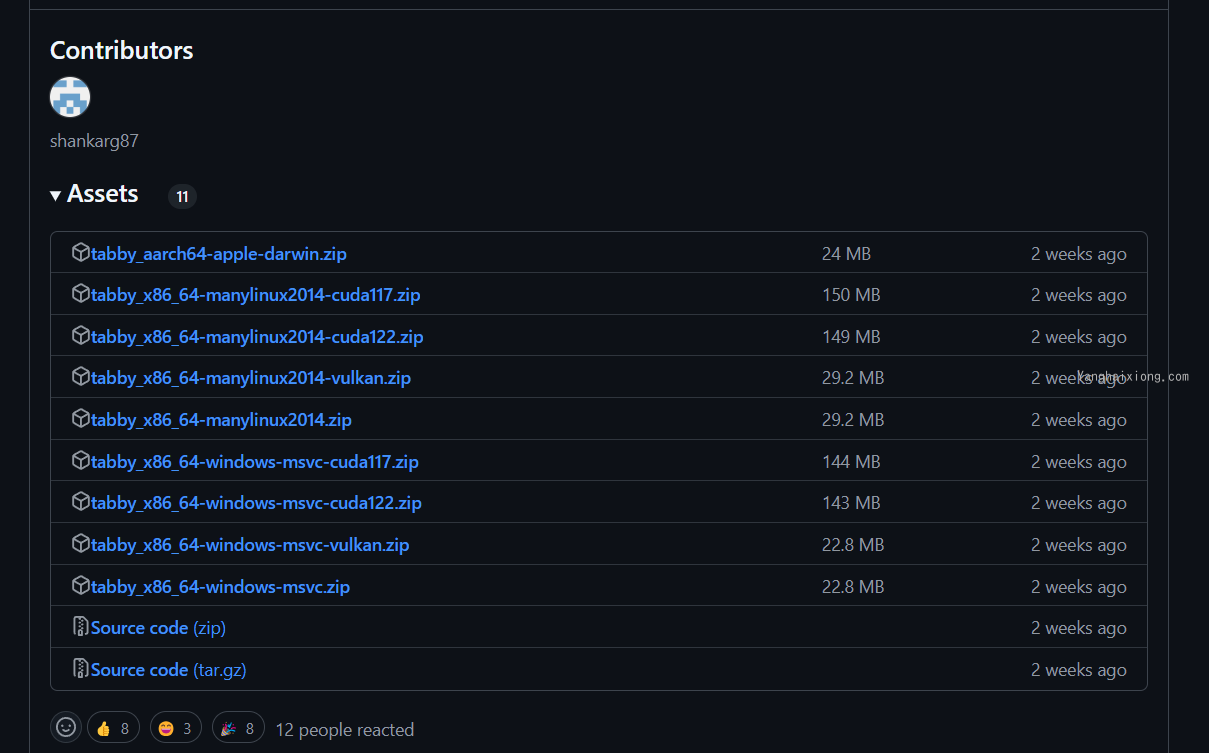 Contributors
shankarg87
Assets 11
tabby_aarch64-apple-darwin.zip 24 MB 2 weeks ago
tabby_x86_64-manylinux2014-cuda117.zip 150 MB 2 weeks ago
tabby_x86_64-manylinux2014-cuda122.zip 149 MB 2 weeks ago
tabby_x86_64-manylinux2014-vulkan.zip 29.2 MB 2 weeks ago
Yanghaixiong.com
tabby_x86_64-manylinux2014.zip 29.2 MB 2 weeks ago
tabby_x86_64-windows-msvc-cuda117.zip 144 MB 2 weeks ago
tabby_x86_64-windows-msvc-cuda122.zip 143 MB 2 weeks ago
tabby_x86_64-windows-msvc-vulkan.zip 22.8 MB 2 weeks ago
tabby_x86_64-windows-msvc.zip 22.8 MB 2 weeks ago
Source code (zip) 2 weeks ago
Source code (tar.gz) 2 weeks ago
8 3 8 12 people reacted